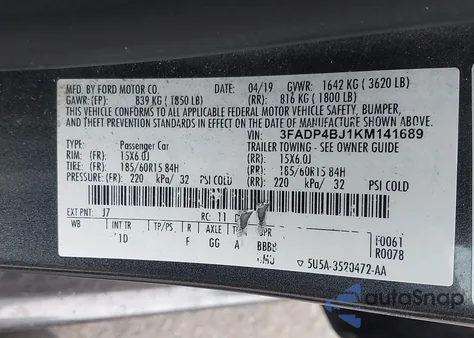 MFD. BY FORD MOTOR CO. 04/19 GVWR: 1642 KG ( 3620 LB)
GAWR: (FP) 839 KG ( 1850 LB) (RR): 816 KG ( 1800 LB)
THIS VEHICLE CONFORMS TO ALL APPLICABLE FEDERAL MOTOR VEHICLE SAFETY, BUMPER,
AND THEFT PREVENTION STANDARDS IN EFFECT ON THE DATE OF MANUFACTURE SHOWN ABOVE.
VIN: 3FADP4BJ1KM141689
TYPE: Passenger Car TRAILER TOWING - SEE OWNER GUIDE
RIM: (FR) 15X6.0J (RR): 15X6.0J
TIRE: (FR) 185/60R15 84H (RR): 185/60R15 84H
PRESSURE: (FR) 220 kPa/ 32 PSI COLD (RR): 220 kPa/ 32 PSI COLD
EXT PNT: J7 RC: 11
WB INT TR TP/PS R AXLE
1D F GG A BBBS
F0061
R0078
5U5A-3520472-AA
autoSnap